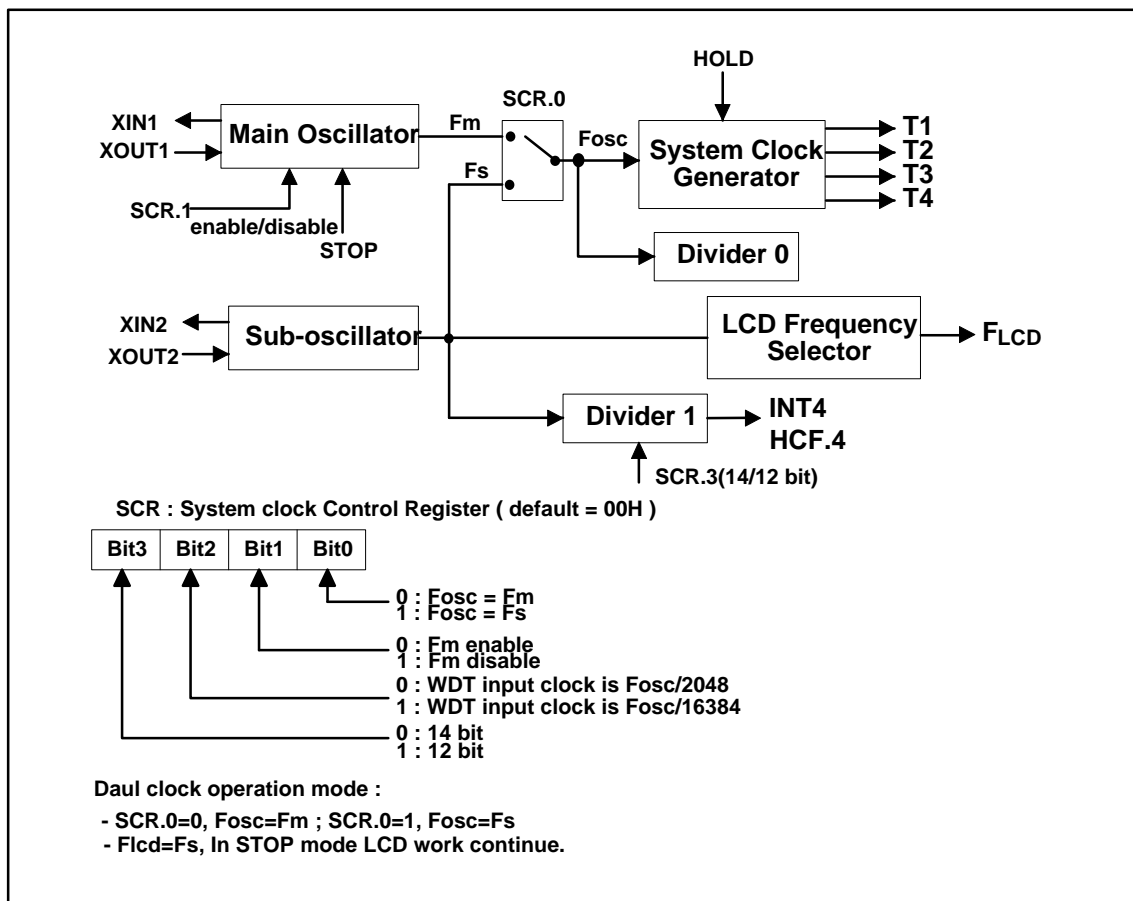 HOLD
SCR.0
XIN1
Main Oscillator
Fm
Fosc
System Clock
Generator
T1
T2
T3
T4
XOUT1
Fs
SCR.1
enable/disable
STOP
Divider 0
XIN2
Sub-oscillator
XOUT2
LCD Frequency
Selector
FLCD
Divider 1
INT4
HCF.4
SCR.3(14/12 bit)
SCR : System clock Control Register ( default = 00H )
Bit3 Bit2 Bit1 Bit0
0 : Fosc = Fm
1 : Fosc = Fs
0 : Fm enable
1 : Fm disable
0 : WDT input clock is Fosc/2048
1 : WDT input clock is Fosc/16384
0 : 14 bit
1 : 12 bit
Daul clock operation mode :
- SCR.0=0, Fosc=Fm ; SCR.0=1, Fosc=Fs
- Flcd=Fs, In STOP mode LCD work continue.